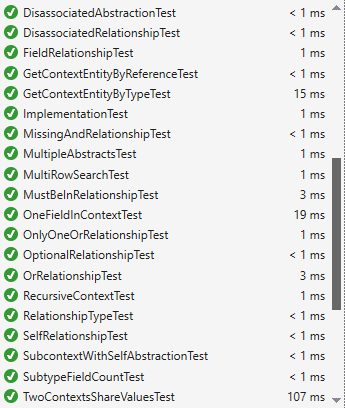 DisassociatedAbstractionTest < 1 ms
DisassociatedRelationshipTest < 1 ms
FieldRelationshipTest 1 ms
GetContextEntityByReferenceTest < 1 ms
GetContextEntityByTypeTest 15 ms
ImplementationTest 1 ms
MissingAndRelationshipTest < 1 ms
MultipleAbstractsTest 1 ms
MultiRowSearchTest 1 ms
MustBeInRelationshipTest 3 ms
OneFieldInContextTest 19 ms
OnlyOneOrRelationshipTest 1 ms
OptionalRelationshipTest < 1 ms
OrRelationshipTest 3 ms
RecursiveContextTest 1 ms
RelationshipTypeTest < 1 ms
SelfRelationshipTest < 1 ms
SubcontextWithSelfAbstractionTest < 1 ms
SubtypeFieldCountTest < 1 ms
TwoContextsShareValuesTest 107 ms